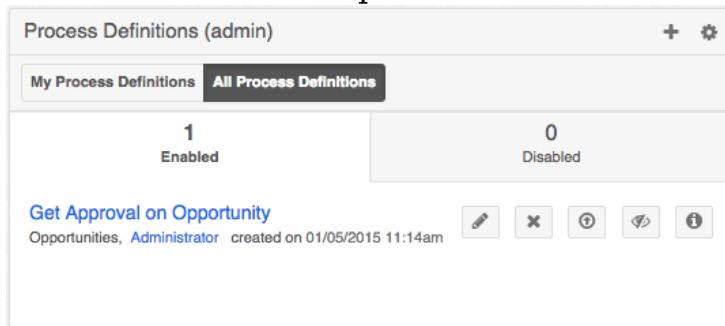 Process Definitions (admin)
My Process Definitions All Process Definitions
1 0
Enabled Disabled
Get Approval on Opportunity
Opportunities, Administrator created on 01/05/2015 11:14am